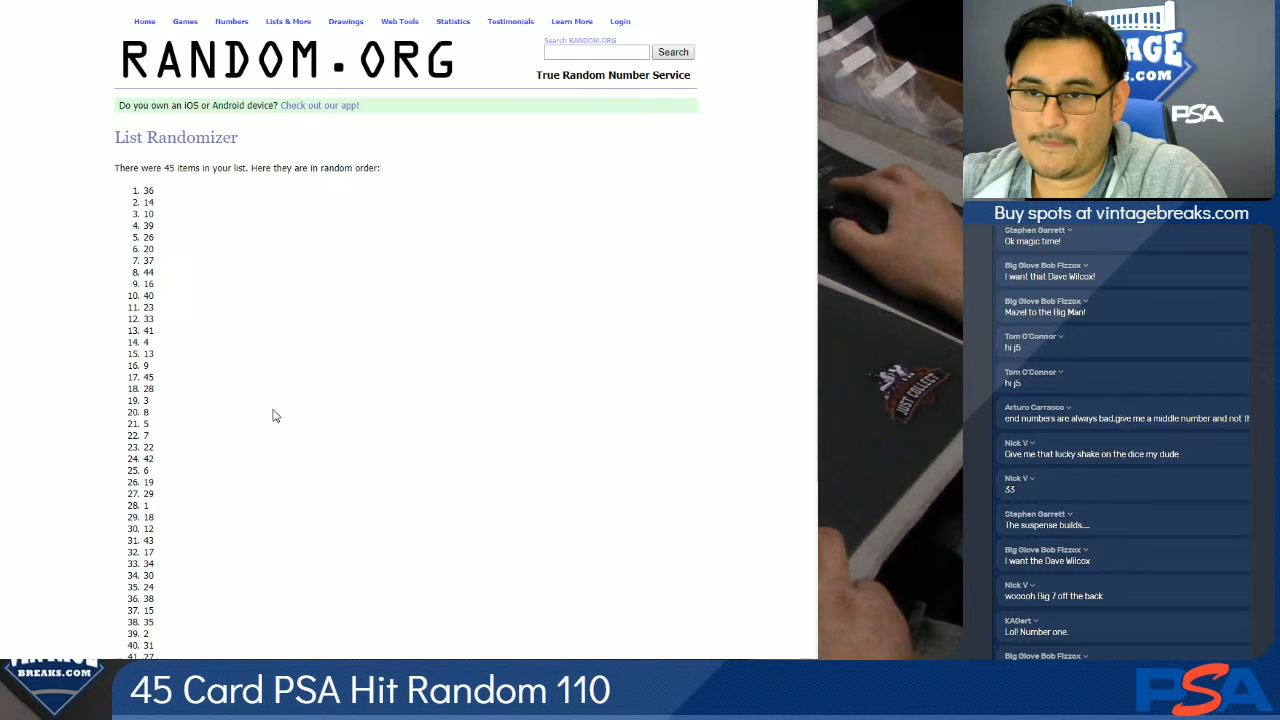 Home Games Numbers Lists & More Drawings Web Tools Statistics Testimonials Learn More Login
RANDOM.ORG
Search RANDOM.ORG
Search
True Random Number Service
Do you own an iOS or Android device? Check out our app!
List Randomizer
There were 45 items in your list. Here they are in random order:
1. 36
2. 14
3. 10
4. 39
5. 26
6. 20
7. 37
8. 44
9. 16
10. 40
11. 23
12. 33
13. 41
14. 4
15. 13
16. 9
17. 45
18. 28
19. 3
20. 8
21. 5
22. 7
23. 22
24. 42
25. 6
26. 19
27. 29
28. 1
29. 18
30. 12
31. 43
32. 17
33. 34
34. 30
35. 24
36. 38
37. 15
38. 35
39. 2
40. 31
41. 27
JUST COLLECT
.COM
PSA
Buy spots at vintagebreaks.com
Stephen Garrett
Ok magic time!
Big Glove Bob Fizzox
I want that Dave Wilcox!
Big Glove Bob Fizzox
Mazel to the Big Man!
Tom O'Connor
hi j5
Tom O'Connor
hi j5
Arturo Carrasco
end numbers are always bad.give me a middle number and not th
Nick V
Give me that lucky shake on the dice my dude
Nick V
33
Stephen Garrett
The suspense builds....
Big Glove Bob Fizzox
I want the Dave Wilcox
Nick V
wooooh Big 7 off the back
KAGert
Lol! Number one.
Big Glove Bob Fizzox
BREAKS.COM
45 Card PSA Hit Random 110
PSA